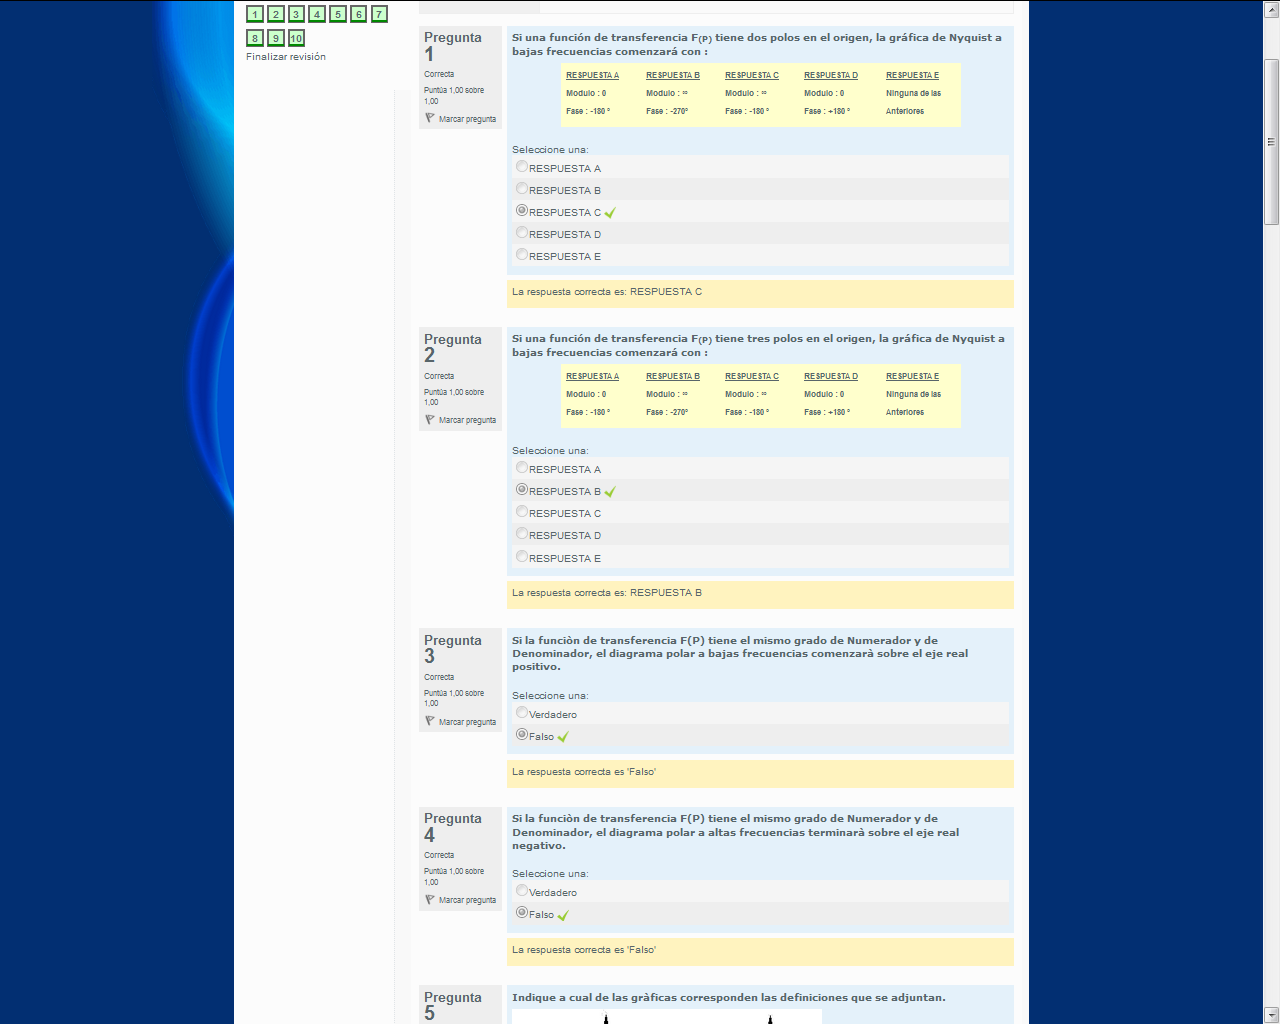 1 2 3 4 5 6 7
8 9 10
Finalizar revisión
Pregunta
1
Correcta
Puntúa 1,00 sobre
1,00
Marcar pregunta
Si una función de transferencia F(P) tiene dos polos en el origen, la gráfica de Nyquist a
bajas frecuencias comenzará con :
RESPUESTA A RESPUESTA B RESPUESTA C RESPUESTA D RESPUESTA E
Modulo : 0 Modulo : ∞ Modulo : ∞ Modulo : 0 Ninguna de las
Fase : -180 º Fase : -270º Fase : -180 º Fase : +180 º Anteriores
Seleccione una:
RESPUESTA A
RESPUESTA B
RESPUESTA C
RESPUESTA D
RESPUESTA E
La respuesta correcta es: RESPUESTA C
Pregunta
2
Correcta
Puntúa 1,00 sobre
1,00
Marcar pregunta
Si una función de transferencia F(P) tiene tres polos en el origen, la gráfica de Nyquist a
bajas frecuencias comenzará con :
RESPUESTA A RESPUESTA B RESPUESTA C RESPUESTA D RESPUESTA E
Modulo : 0 Modulo : ∞ Modulo : ∞ Modulo : 0 Ninguna de las
Fase : -180 º Fase : -270º Fase : -180 º Fase : +180 º Anteriores
Seleccione una:
RESPUESTA A
RESPUESTA B
RESPUESTA C
RESPUESTA D
RESPUESTA E
La respuesta correcta es: RESPUESTA B
Pregunta
3
Correcta
Puntúa 1,00 sobre
1,00
Marcar pregunta
Si la funciòn de transferencia F(P) tiene el mismo grado de Numerador y de
Denominador, el diagrama polar a bajas frecuencias comenzarà sobre el eje real
positivo.
Seleccione una:
Verdadero
Falso
La respuesta correcta es 'Falso'
Pregunta
4
Correcta
Puntúa 1,00 sobre
1,00
Marcar pregunta
Si la funciòn de transferencia F(P) tiene el mismo grado de Numerador y de
Denominador, el diagrama polar a altas frecuencias terminarà sobre el eje real
negativo.
Seleccione una:
Verdadero
Falso
La respuesta correcta es 'Falso'
Pregunta
5
Indique a cual de las gràficas corresponden las definiciones que se adjuntan.